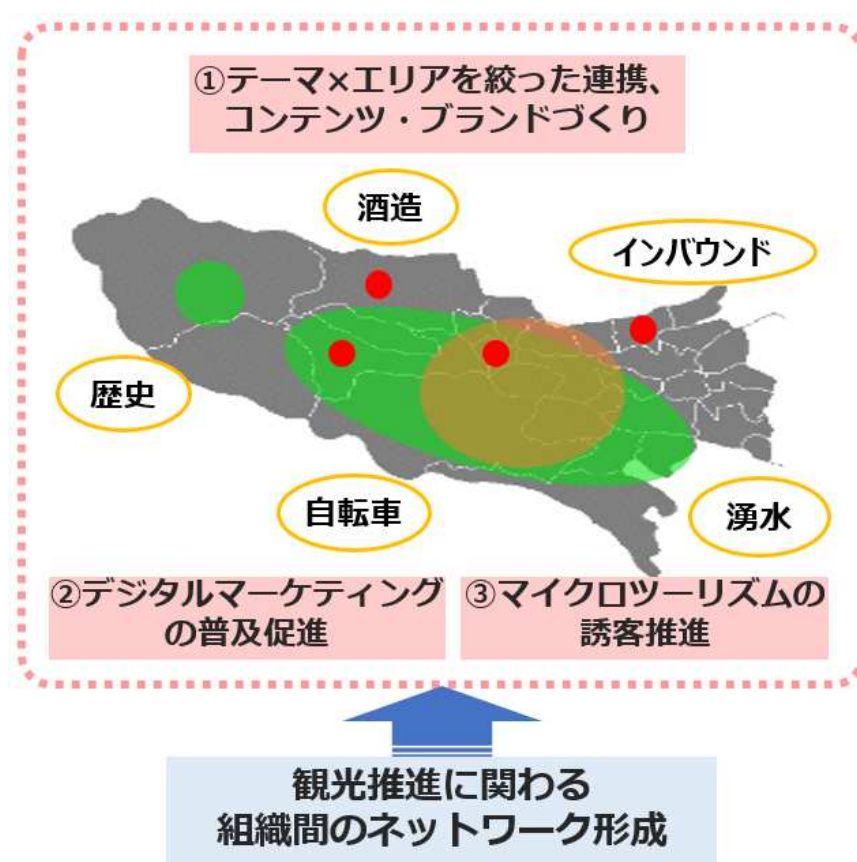 ①テーマ×エリアを絞った連携、
コンテンツ・ブランドづくり
酒造
インバウンド
歴史
自転車
湧水
②デジタルマーケティング
の普及促進
③マイクロツーリズムの
誘客推進
観光推進に関わる
組織間のネットワーク形成